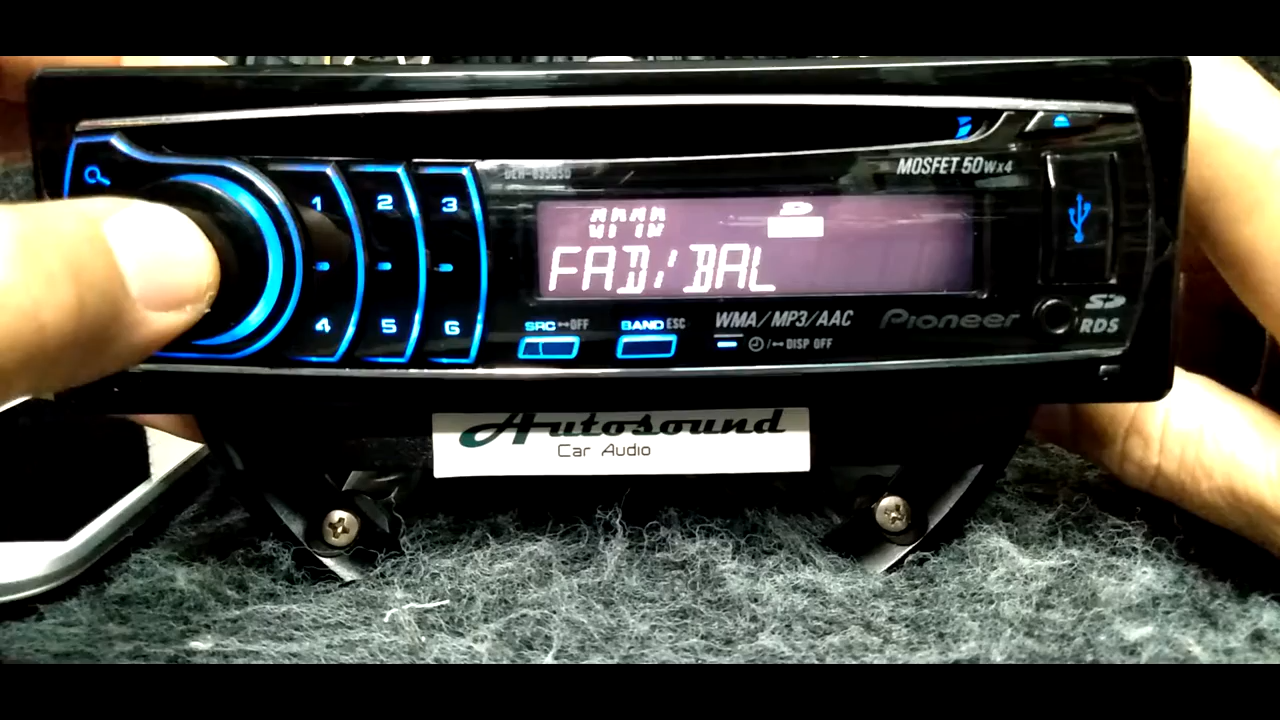 MOSFET 50Wx4
1 2 3
FAD/BAL
4 5 6
SRC OFF BAND ESC WMA/MP3/AAC Pioneer SD
RDS
DISP OFF
Autosound
Car Audio